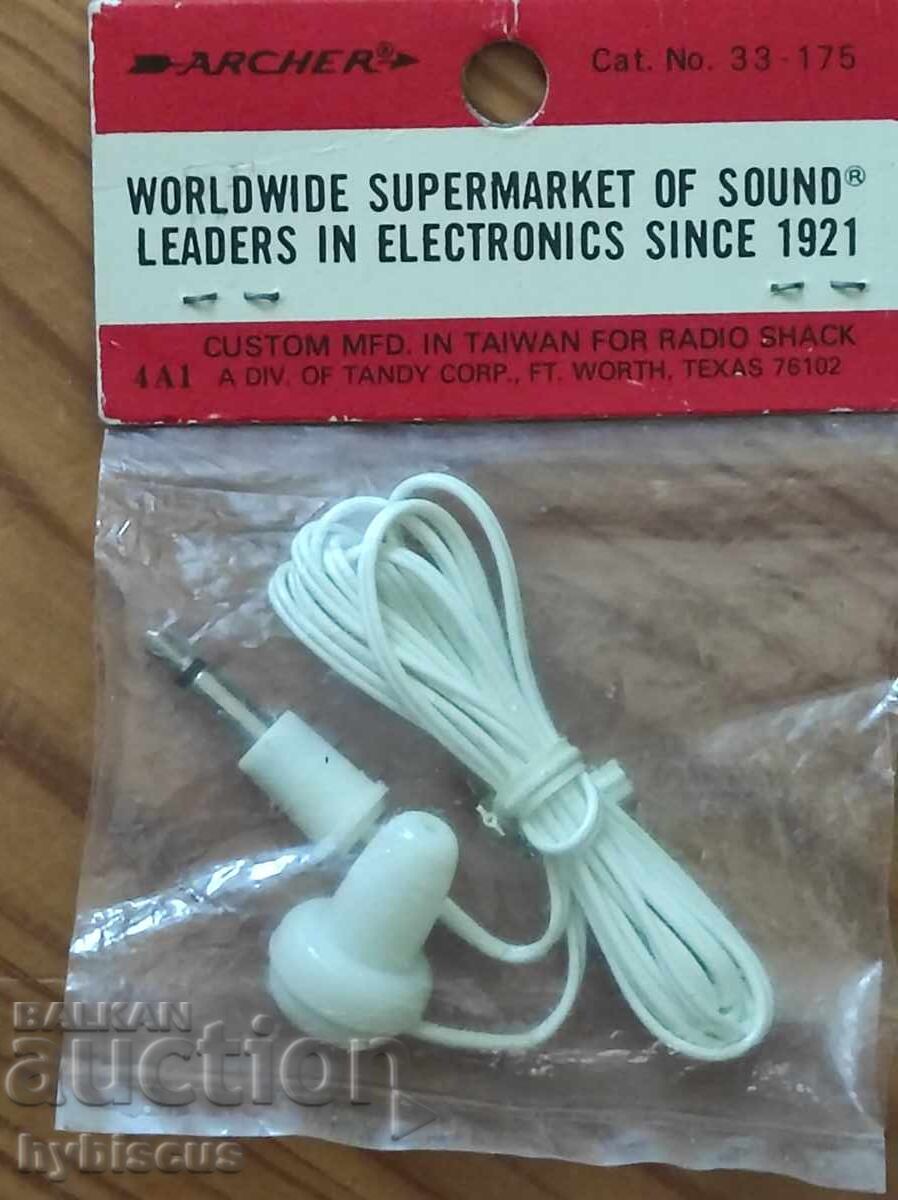 ARCHER®
Cat. No. 33-175
WORLDWIDE SUPERMARKET OF SOUND®
LEADERS IN ELECTRONICS SINCE 1921
CUSTOM MFD. IN TAIWAN FOR RADIO SHACK
4A1 A DIV. OF TANDY CORP., FT. WORTH, TEXAS 76102
BALKAN
auction
hybiscus